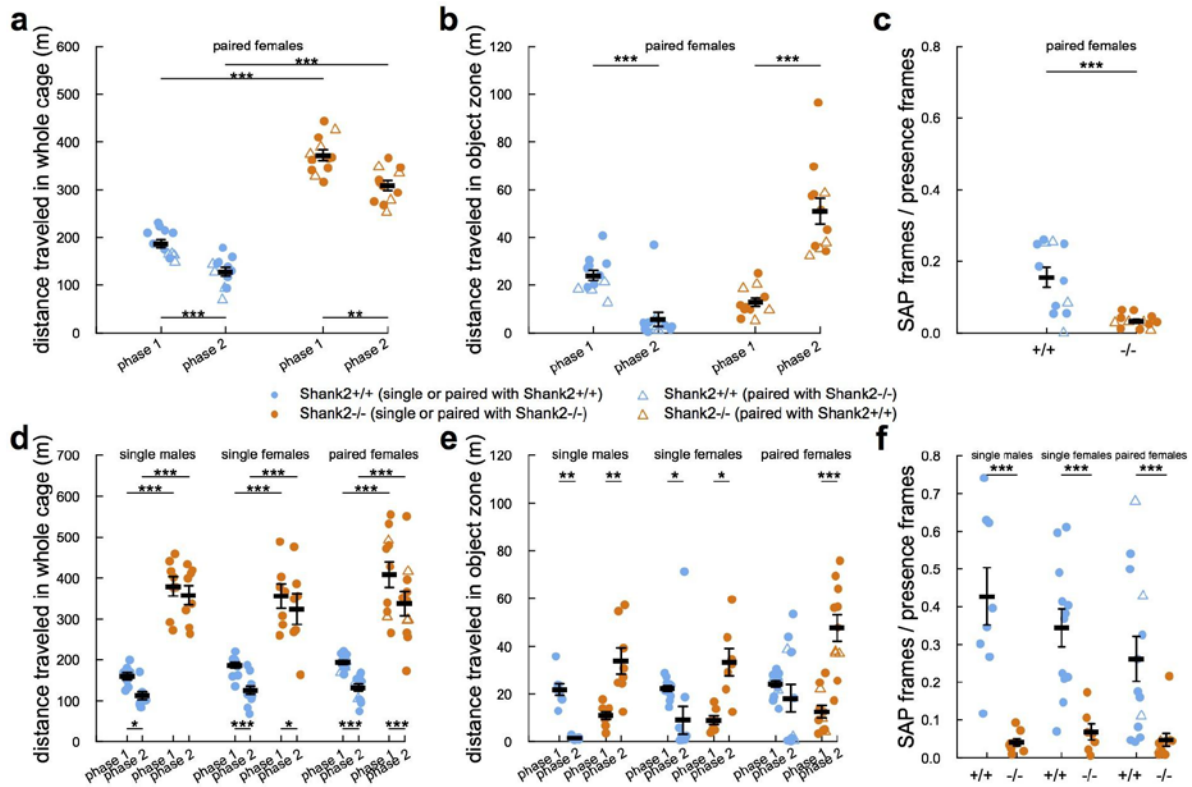 a
paired females
distance traveled in whole cage (m)
600
500
400
300
200
100
0
***
***
***
**
phase 1
phase 2
phase 1
phase 2
b
paired females
distance traveled in object zone (m)
120
100
80
60
40
20
0
***
***
phase 1
phase 2
phase 1
phase 2
c
paired females
SAP frames / presence frames
0.8
0.6
0.4
0.2
0.0
***
+/+
-/-
Shank2+/+ (single or paired with Shank2+/+)
Shank2+/+ (paired with Shank2-/-)
Shank2-/- (single or paired with Shank2-/-)
Shank2-/- (paired with Shank2+/+)
d
distance traveled in whole cage (m)
700
600
500
400
300
200
100
0
single males
single females
paired females
***
***
***
***
***
***
*
***
*
***
***
phase 1
phase 2
phase 1
phase 2
phase 1
phase 2
phase 1
phase 2
phase 1
phase 2
phase 1
phase 2
e
distance traveled in object zone (m)
120
100
80
60
40
20
0
single males
single females
paired females
**
**
*
*
***
phase 1
phase 2
phase 1
phase 2
phase 1
phase 2
phase 1
phase 2
phase 1
phase 2
phase 1
phase 2
f
SAP frames / presence frames
0.8
0.7
0.6
0.5
0.4
0.3
0.2
0.1
0.0
single males
single females
paired females
***
***
***
+/+
-/-
+/+
-/-
+/+
-/-